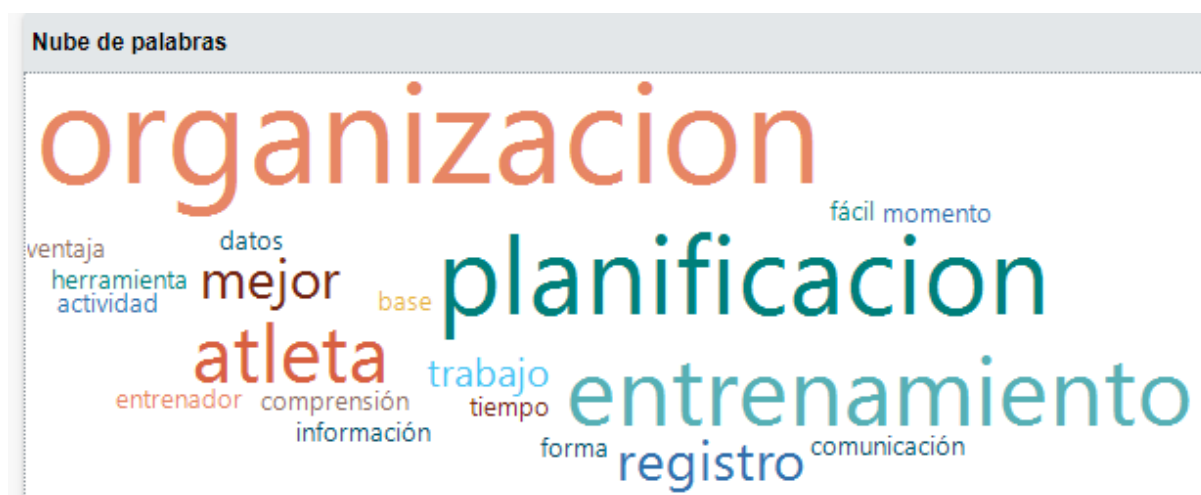 Nube de palabras
organizacion
fácil momento
ventaja
datos
herramienta
mejor
planificacion
actividad
base
atleta
trabajo
entrenamiento
entrenador
comprensión
tiempo
información
forma
registro
comunicación